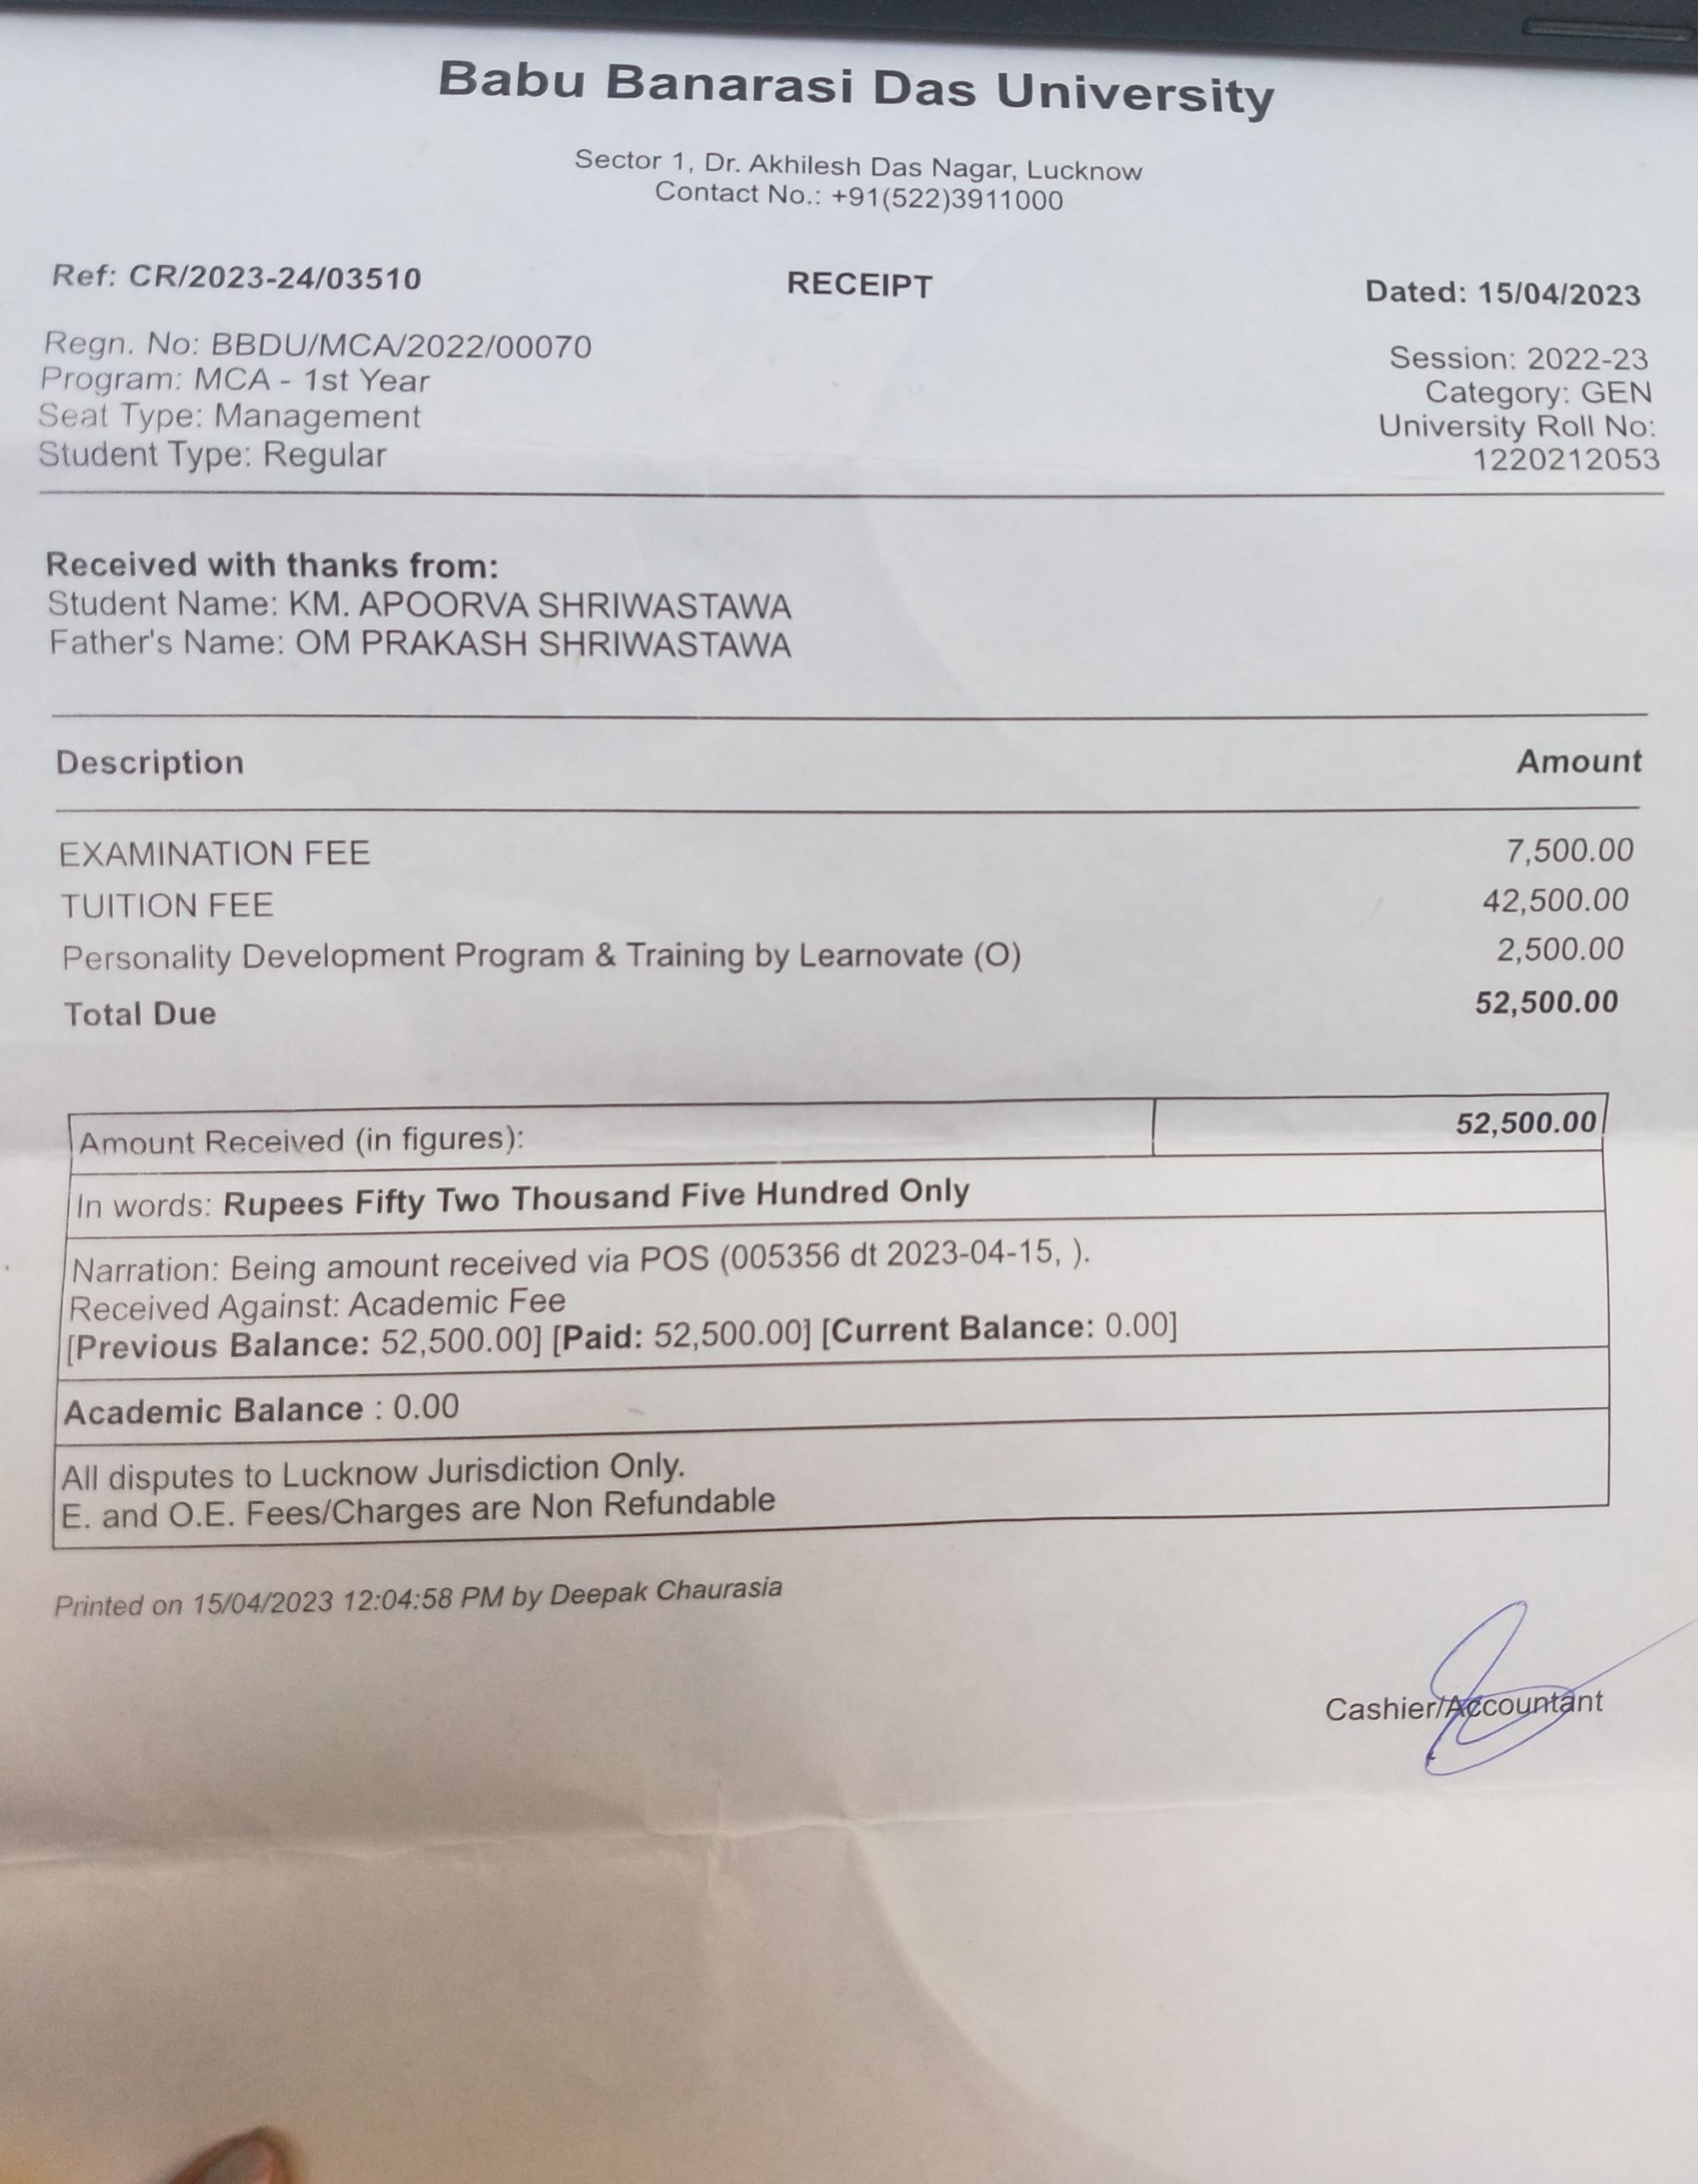 Babu Banarasi Das University
Sector 1, Dr. Akhilesh Das Nagar, Lucknow
Contact No.: +91(522)3911000
Ref: CR/2023-24/03510 RECEIPT Dated: 15/04/2023
Regn. No: BBDU/MCA/2022/00070 Session: 2022-23
Program: MCA - 1st Year Category: GEN
Seat Type: Management University Roll No:
Student Type: Regular 1220212053
Received with thanks from:
Student Name: KM. APOORVA SHRIWASTAWA
Father's Name: OM PRAKASH SHRIWASTAWA
Description Amount
EXAMINATION FEE 7,500.00
TUITION FEE 42,500.00
Personality Development Program & Training by Learnovate (O) 2,500.00
Total Due 52,500.00
Amount Received (in figures): 52,500.00
In words: Rupees Fifty Two Thousand Five Hundred Only
Narration: Being amount received via POS (005356 dt 2023-04-15, ).
Received Against: Academic Fee
[Previous Balance: 52,500.00] [Paid: 52,500.00] [Current Balance: 0.00]
Academic Balance : 0.00
All disputes to Lucknow Jurisdiction Only.
E. and O.E. Fees/Charges are Non Refundable
Printed on 15/04/2023 12:04:58 PM by Deepak Chaurasia
Cashier/Accountant